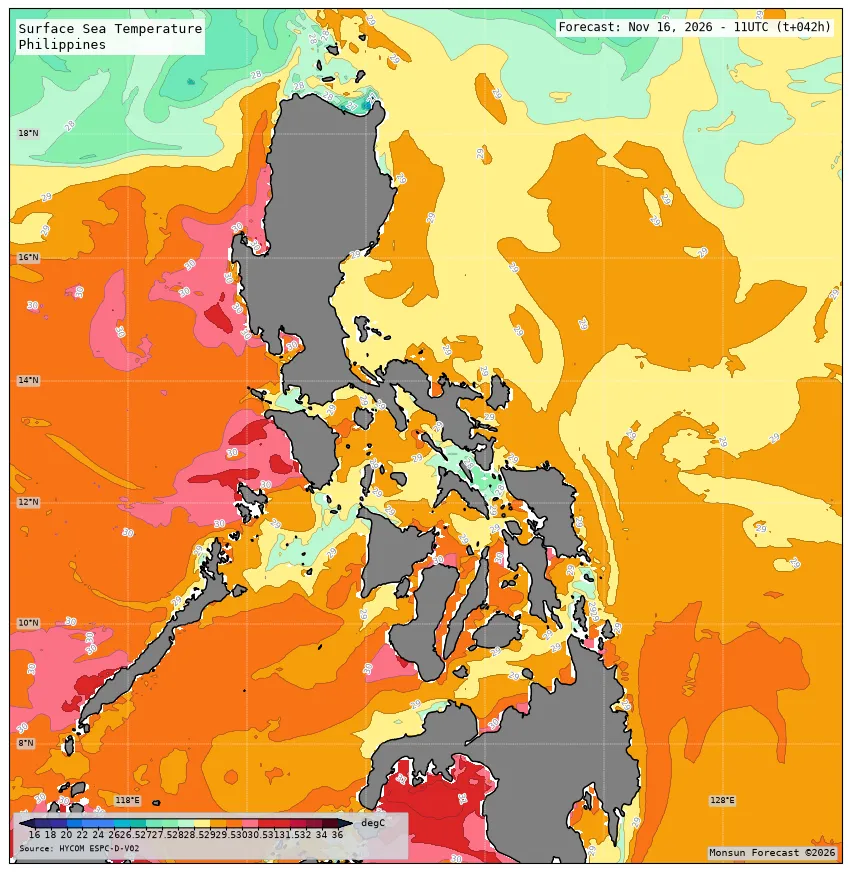 Surface Sea Temperature
Philippines
Forecast: Nov 16, 2026 - 11UTC (t+042h)
18°N
16°N
14°N
12°N
10°N
8°N
118°E
128°E
16 18 20 22 24 26 26.5 27 27.5 28 28.5 29 29.5 30 30.5 31 31.5 32 34 36 degC
Source: HYCOM ESPC-D-V02
Monsun Forecast ©2026